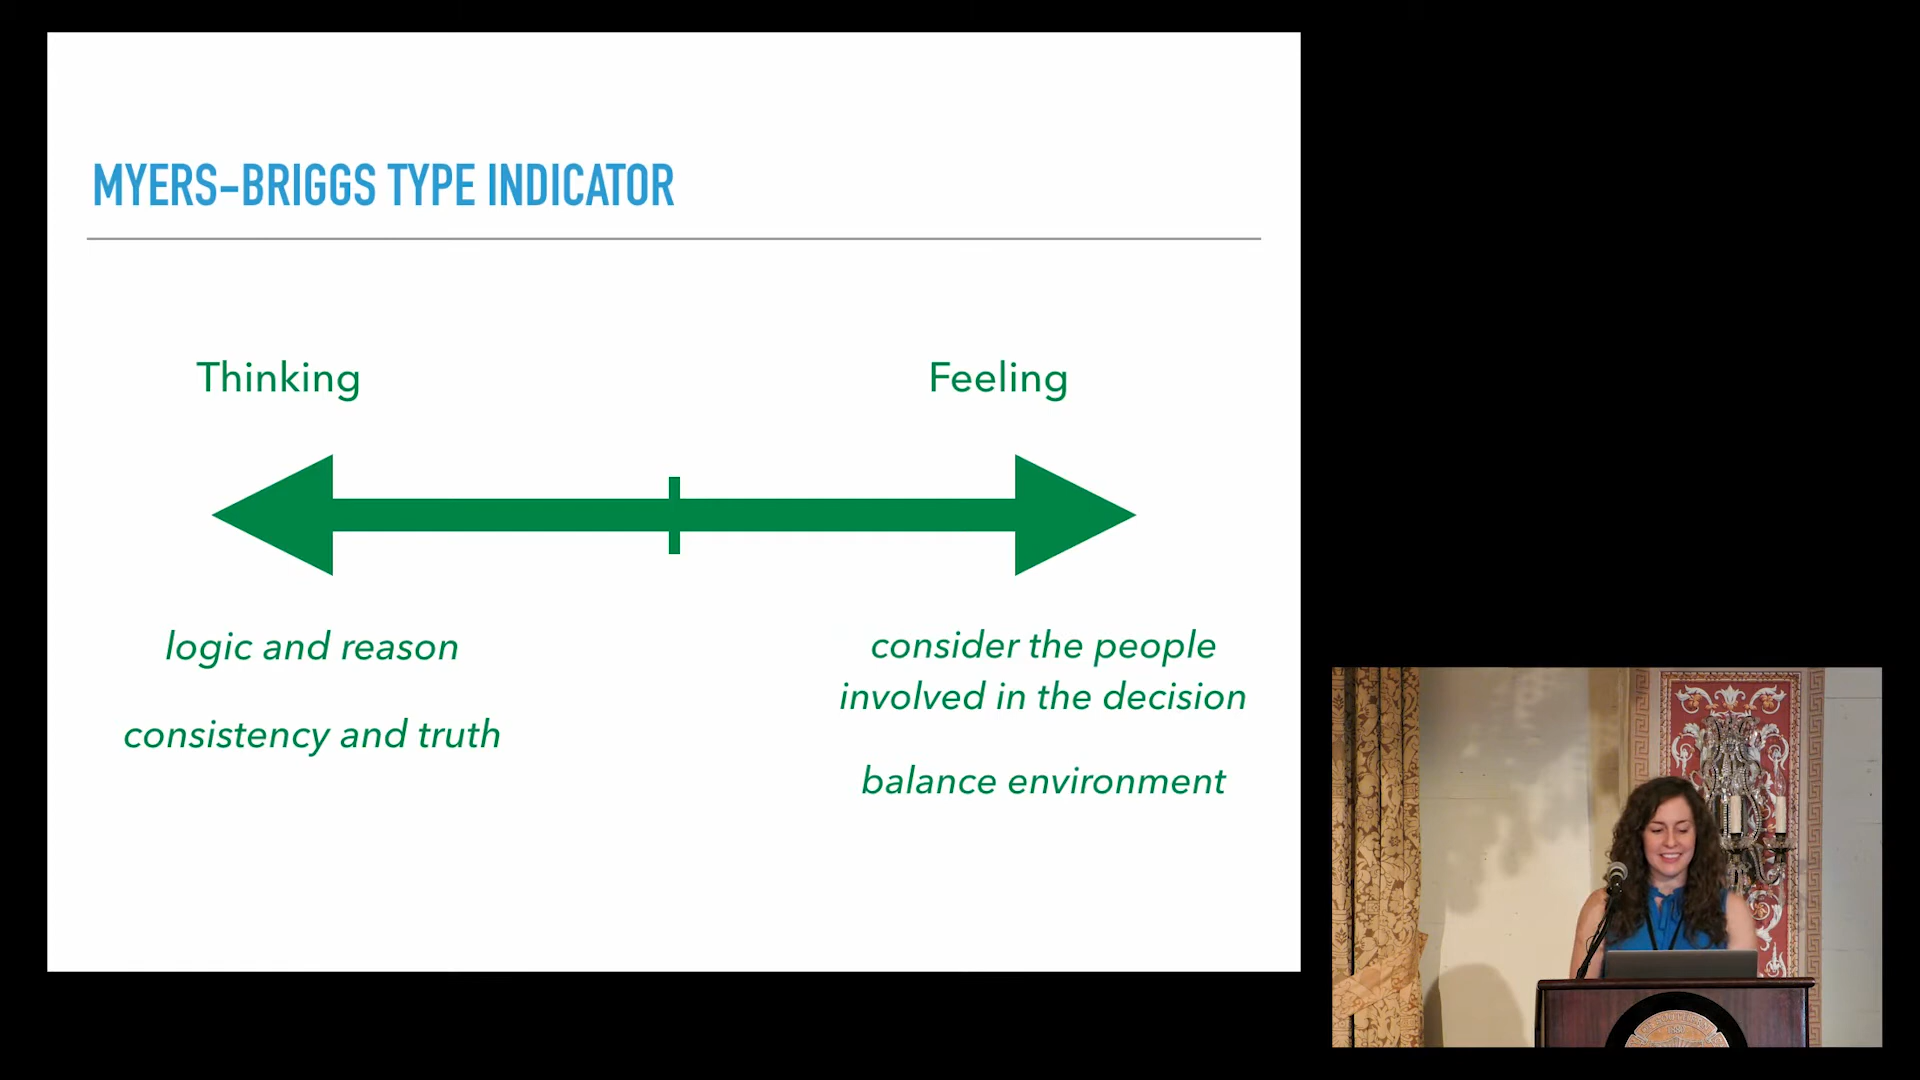 MYERS-BRIGGS TYPE INDICATOR
Thinking
Feeling
logic and reason
consistency and truth
consider the people
involved in the decision
balance environment